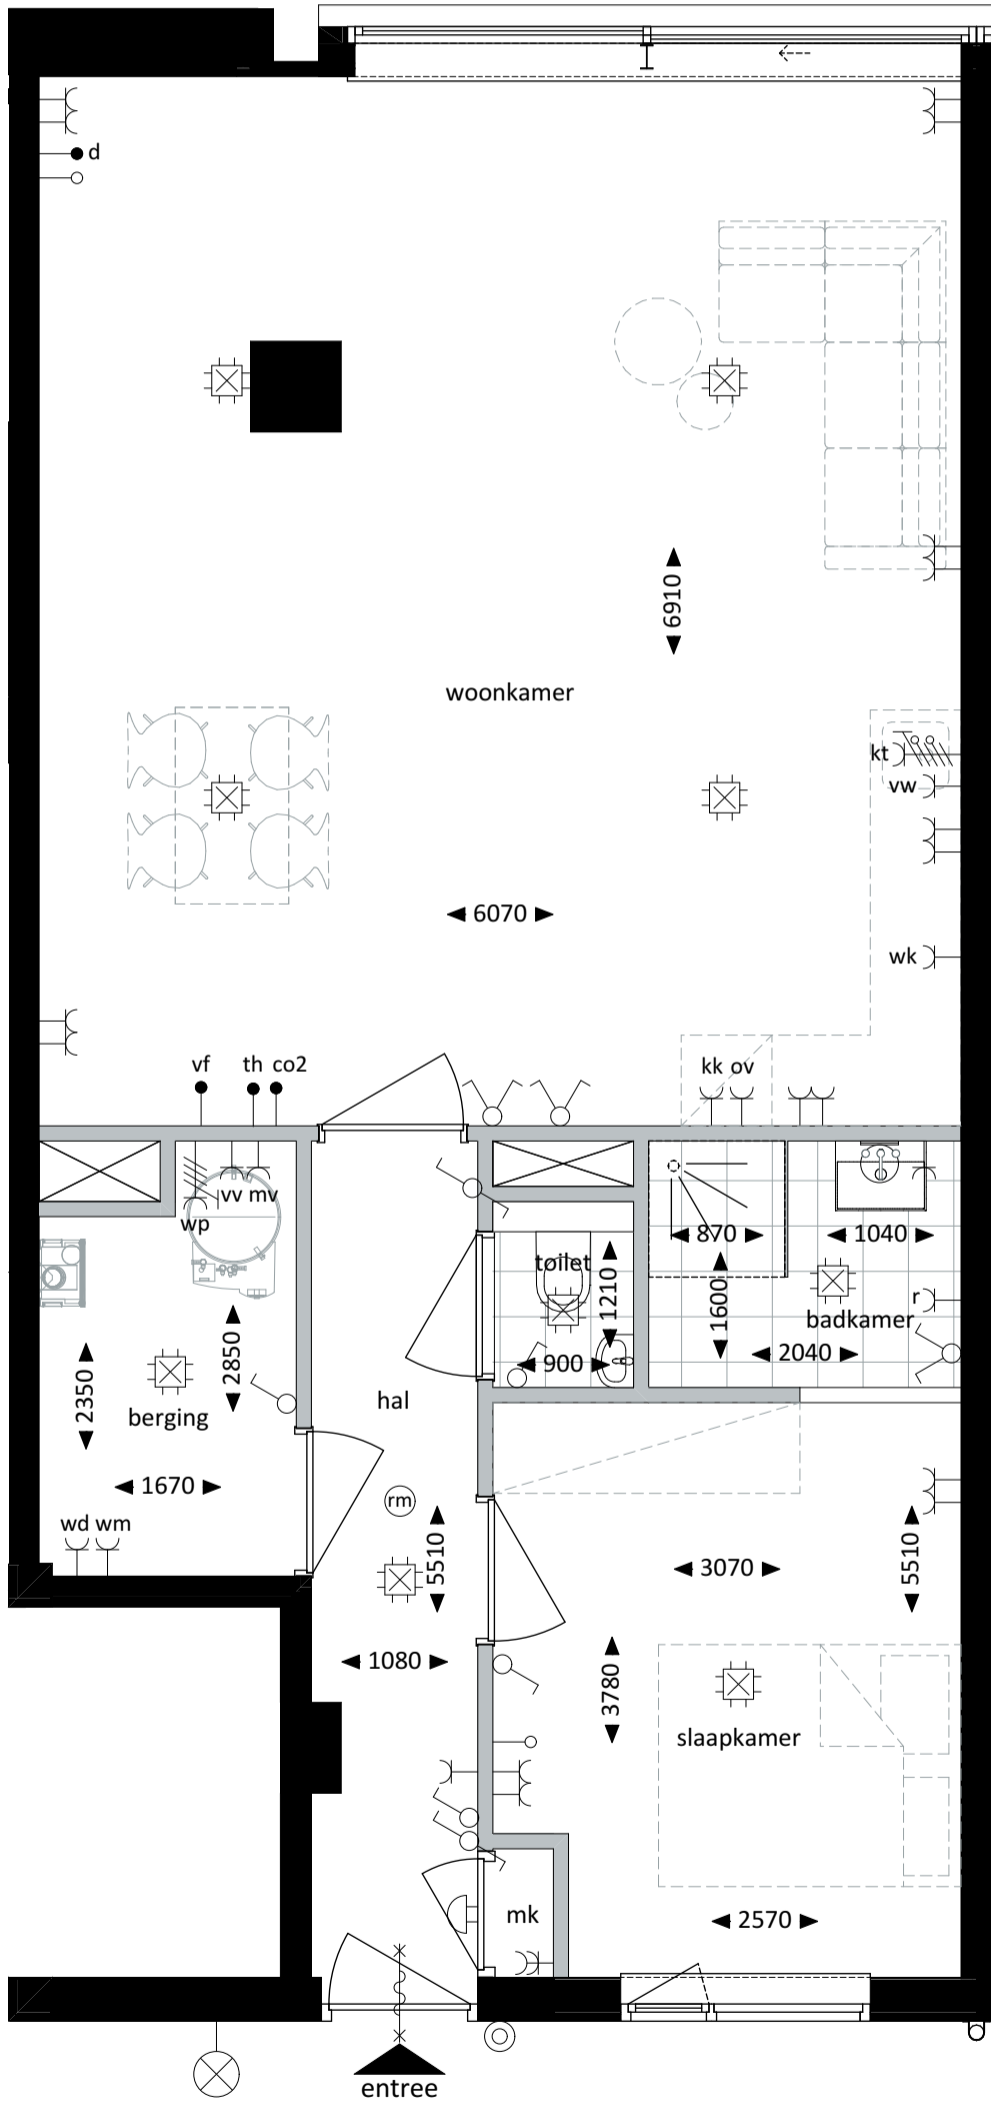 d
6910
woonkamer
kt
vw
6070
wk
vf
th co2
kk ov
vv mv
wp
toilet
870
1040
1210
1600
r
badkamer
900
2040
2350
2850
berging
hal
1670
rm
wd wm
5510
3070
5510
1080
3780
slaapkamer
mk
2570
entree